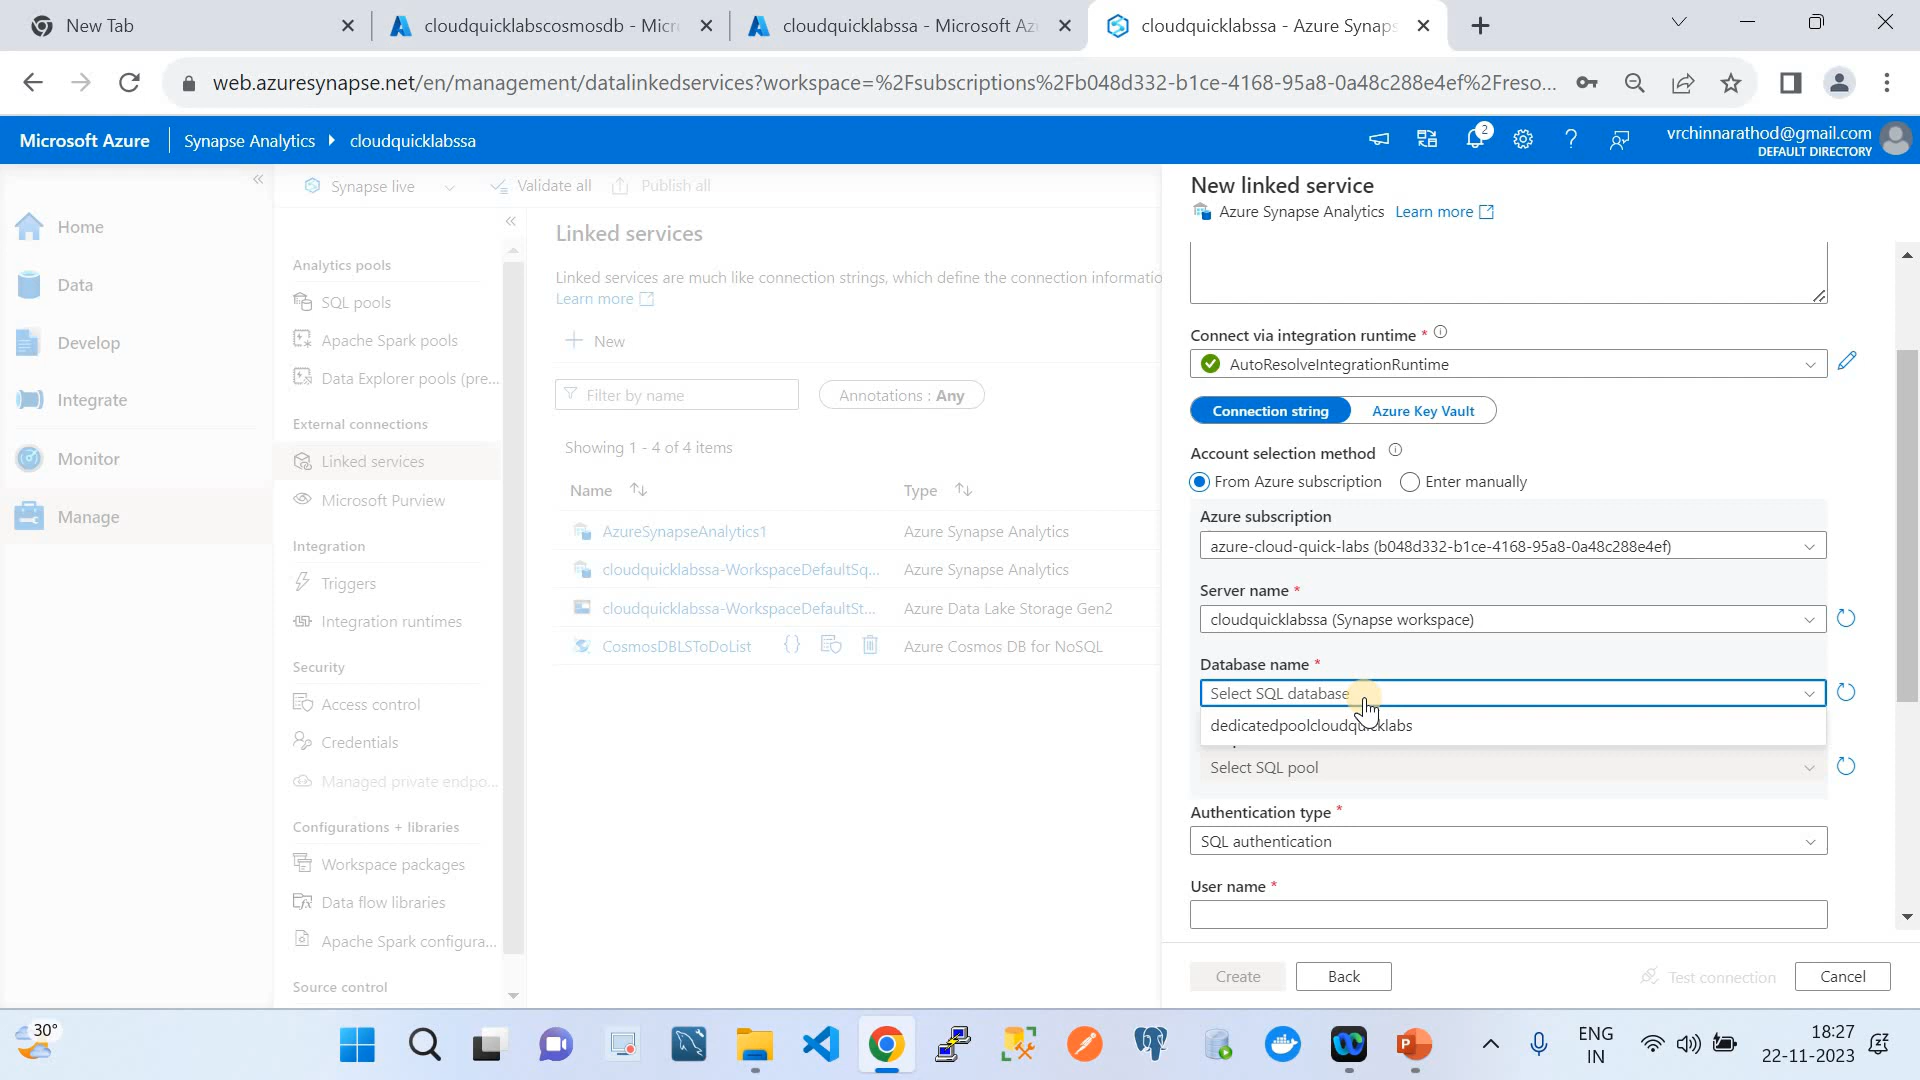 New Tab
cloudquicklabscosmosdb - Micr
cloudquicklabssa - Microsoft Az
cloudquicklabssa - Azure Synaps
web.azuresynapse.net/en/management/datalinkedservices?workspace=%2Fsubscriptions%2Fb048d332-b1ce-4168-95a8-0a48c288e4ef%2Freso...
Microsoft Azure
Synapse Analytics
cloudquicklabssa
2
vrchinnarathod@gmail.com
DEFAULT DIRECTORY
Home
Data
Develop
Integrate
Monitor
Manage
Synapse live
Validate all
Publish all
Analytics pools
SQL pools
Apache Spark pools
Data Explorer pools (pre...
External connections
Linked services
Microsoft Purview
Integration
Triggers
Integration runtimes
Security
Access control
Credentials
Managed private endpo...
Configurations + libraries
Workspace packages
Data flow libraries
Apache Spark configura...
Source control
Linked services
Linked services are much like connection strings, which define the connection informatio
Learn more
New
Filter by name
Annotations : Any
Showing 1 - 4 of 4 items
Name
Type
AzureSynapseAnalytics1
Azure Synapse Analytics
cloudquicklabssa-WorkspaceDefaultSq...
Azure Synapse Analytics
cloudquicklabssa-WorkspaceDefaultSt...
Azure Data Lake Storage Gen2
CosmosDBLSToDoList
Azure Cosmos DB for NoSQL
New linked service
Azure Synapse Analytics Learn more
Connect via integration runtime *
AutoResolveIntegrationRuntime
Connection string
Azure Key Vault
Account selection method
From Azure subscription
Enter manually
Azure subscription
azure-cloud-quick-labs (b048d332-b1ce-4168-95a8-0a48c288e4ef)
Server name *
cloudquicklabssa (Synapse workspace)
Database name *
Select SQL database
dedicatedpoolcloudquicklabs
Select SQL pool
Authentication type *
SQL authentication
User name *
Create
Back
Test connection
Cancel
30°
ENG
IN
18:27
22-11-2023